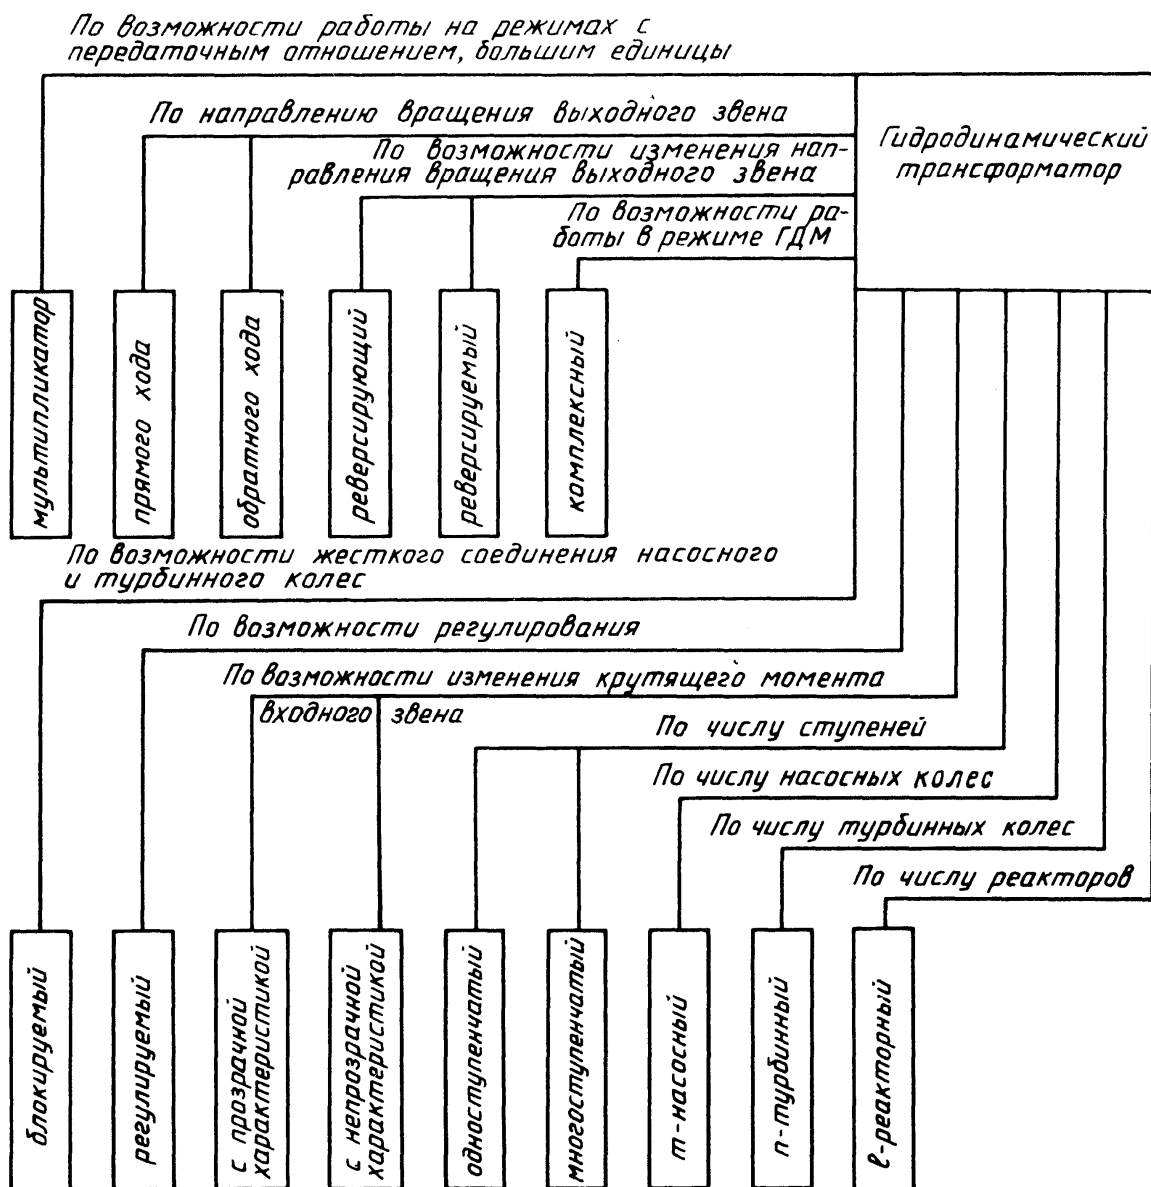 По возможности работы на режимах с
передаточным отношением, большим единицы
По направлению вращения выходного звена
По возможности изменения нап-
равления вращения выходного звена
По возможности ра-
боты в режиме ГДМ
Гидродинамический
трансформатор
мультипликатор
прямого хода
обратного хода
реверсирующий
реверсируемый
комплексный
По возможности жесткого соединения насосного
и турбинного колес
По возможности регулирования
По возможности изменения крутящего момента
входного звена
По числу ступеней
По числу насосных колес
По числу турбинных колес
По числу реакторов
блокируемый
регулируемый
с прозрачной
характеристикой
с непрозрачной
характеристикой
одноступенчатый
многоступенчатый
m-насосный
n-турбинный
ℓ-реакторный